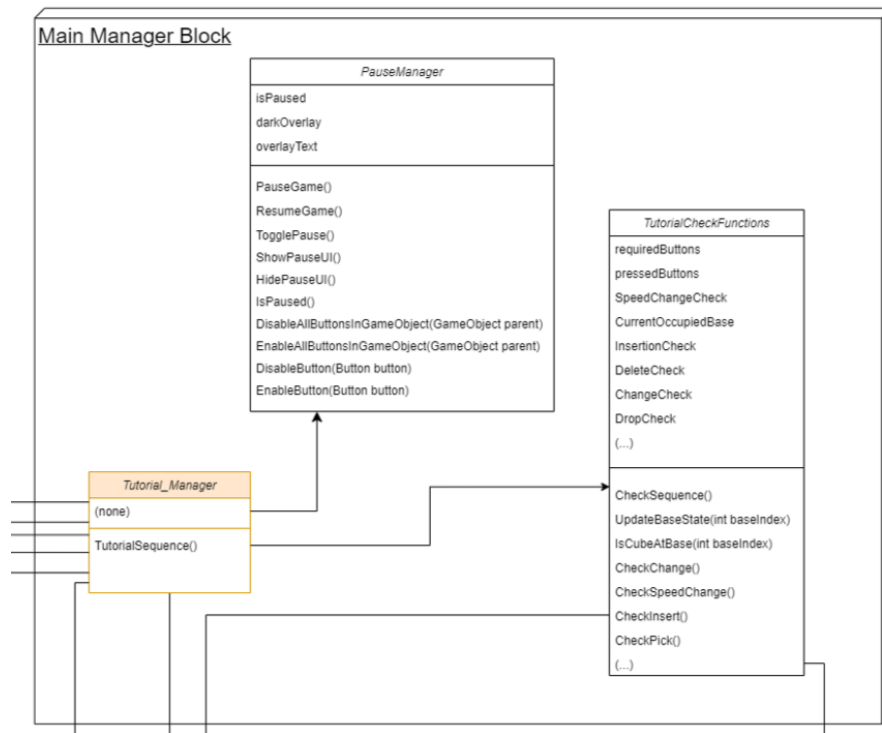 Main Manager Block
PauseManager
isPaused
darkOverlay
overlayText
PauseGame()
ResumeGame()
TogglePause()
ShowPauseUI()
HidePauseUI()
IsPaused()
DisableAllButtonsInGameObject(GameObject parent)
EnableAllButtonsInGameObject(GameObject parent)
DisableButton(Button button)
EnableButton(Button button)
TutorialCheckFunctions
requiredButtons
pressedButtons
SpeedChangeCheck
CurrentOccupiedBase
InsertionCheck
DeleteCheck
ChangeCheck
DropCheck
(...)
CheckSequence()
UpdateBaseState(int baseIndex)
IsCubeAtBase(int baseIndex)
CheckChange()
CheckSpeedChange()
CheckInsert()
CheckPick()
(...)
Tutorial_Manager
(none)
TutorialSequence()